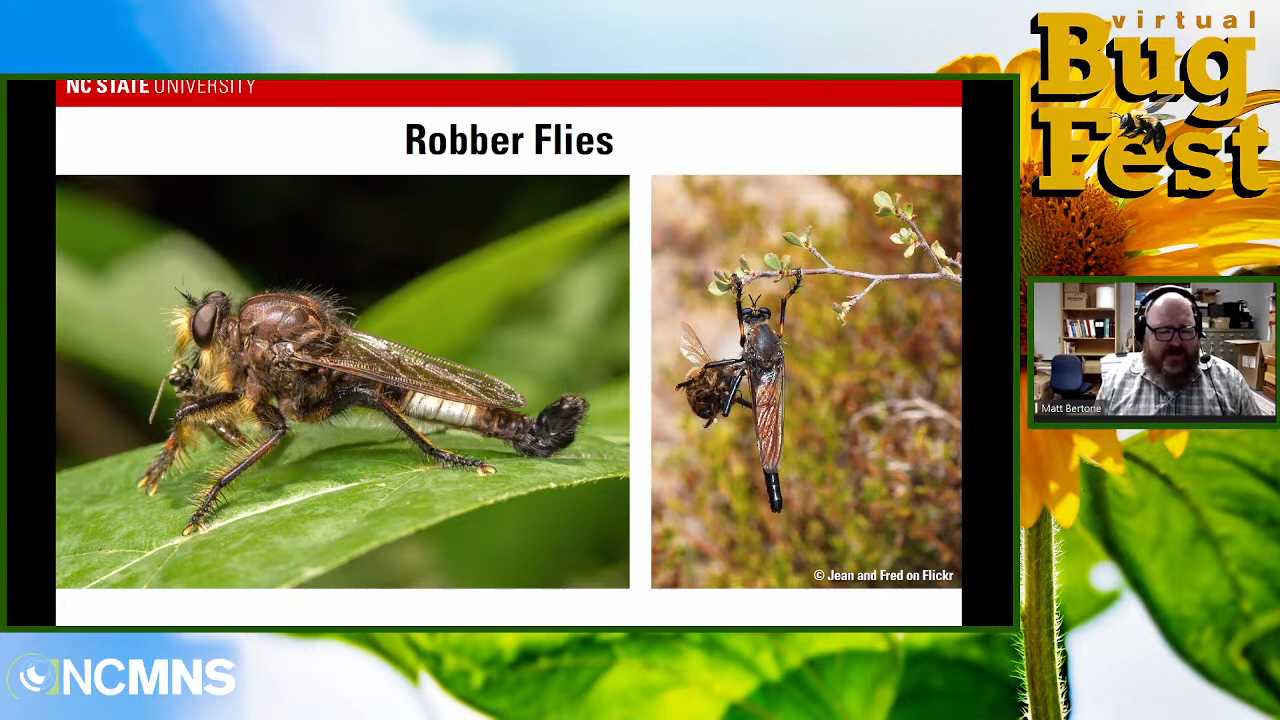 virtual
Bug
Fest
NC STATE UNIVERSITY
Robber Flies
© Jean and Fred on Flickr
Matt Bertone
NCMNS